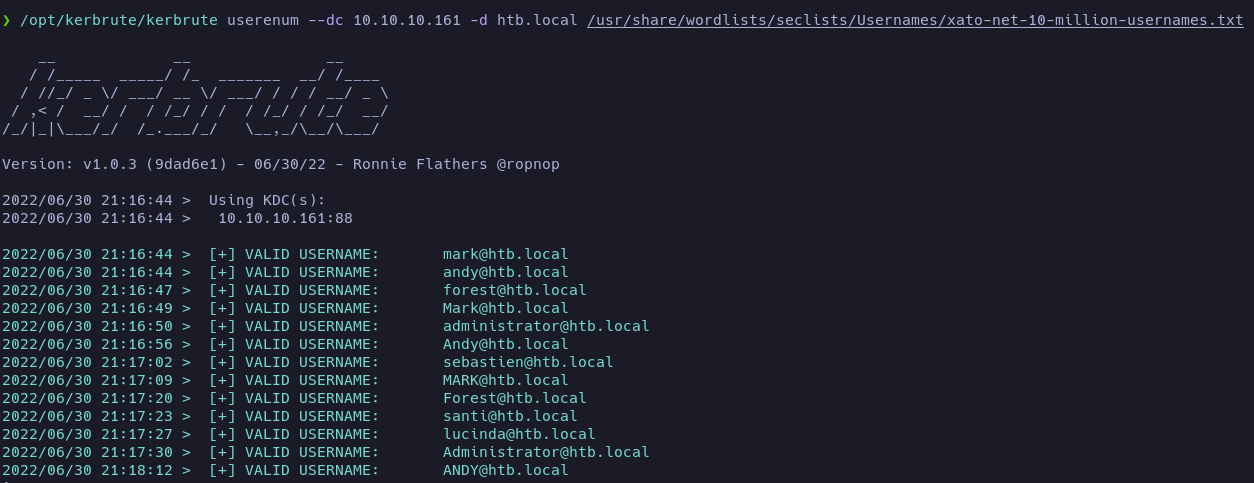 ❯ /opt/kerbrute/kerbrute userenum --dc 10.10.10.161 -d htb.local /usr/share/wordlists/seclists/Usernames/xato-net-10-million-usernames.txt
    __             __               __
   / /_____  _____/ /_  _______  __/ /____
  / //_/ _ \/ ___/ __ \/ ___/ / / / __/ _ \
 / ,< /  __/ /  / /_/ / /  / /_/ / /_/  __/
/_/|_|\___/_/  /_.___/_/   \__,_/\__/\___/
Version: v1.0.3 (9dad6e1) - 06/30/22 - Ronnie Flathers @ropnop
2022/06/30 21:16:44 >  Using KDC(s):
2022/06/30 21:16:44 >   10.10.10.161:88
2022/06/30 21:16:44 >  [+] VALID USERNAME:       mark@htb.local
2022/06/30 21:16:44 >  [+] VALID USERNAME:       andy@htb.local
2022/06/30 21:16:47 >  [+] VALID USERNAME:       forest@htb.local
2022/06/30 21:16:49 >  [+] VALID USERNAME:       Mark@htb.local
2022/06/30 21:16:50 >  [+] VALID USERNAME:       administrator@htb.local
2022/06/30 21:16:56 >  [+] VALID USERNAME:       Andy@htb.local
2022/06/30 21:17:02 >  [+] VALID USERNAME:       sebastien@htb.local
2022/06/30 21:17:09 >  [+] VALID USERNAME:       MARK@htb.local
2022/06/30 21:17:20 >  [+] VALID USERNAME:       Forest@htb.local
2022/06/30 21:17:23 >  [+] VALID USERNAME:       santi@htb.local
2022/06/30 21:17:27 >  [+] VALID USERNAME:       lucinda@htb.local
2022/06/30 21:17:30 >  [+] VALID USERNAME:       Administrator@htb.local
2022/06/30 21:18:12 >  [+] VALID USERNAME:       ANDY@htb.local